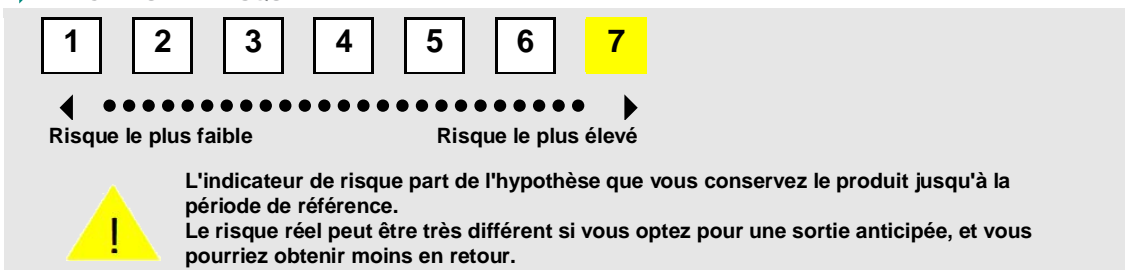 1 2 3 4 5 6 7
Risque le plus faible Risque le plus élevé
L'indicateur de risque part de l'hypothèse que vous conservez le produit jusqu'à la
période de référence.
Le risque réel peut être très différent si vous optez pour une sortie anticipée, et vous
pourriez obtenir moins en retour.
!